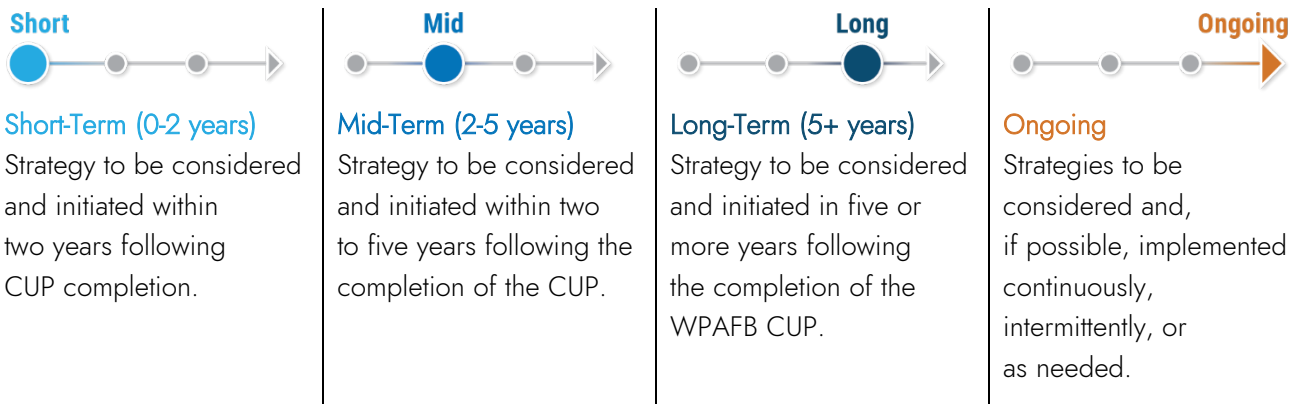 Short
Short-Term (0-2 years)
Strategy to be considered
and initiated within
two years following
CUP completion.
Mid
Mid-Term (2-5 years)
Strategy to be considered
and initiated within two
to five years following the
completion of the CUP.
Long
Long-Term (5+ years)
Strategy to be considered
and initiated in five or
more years following
the completion of the
WPAFB CUP.
Ongoing
Ongoing
Strategies to be
considered and,
if possible, implemented
continuously,
intermittently, or
as needed.